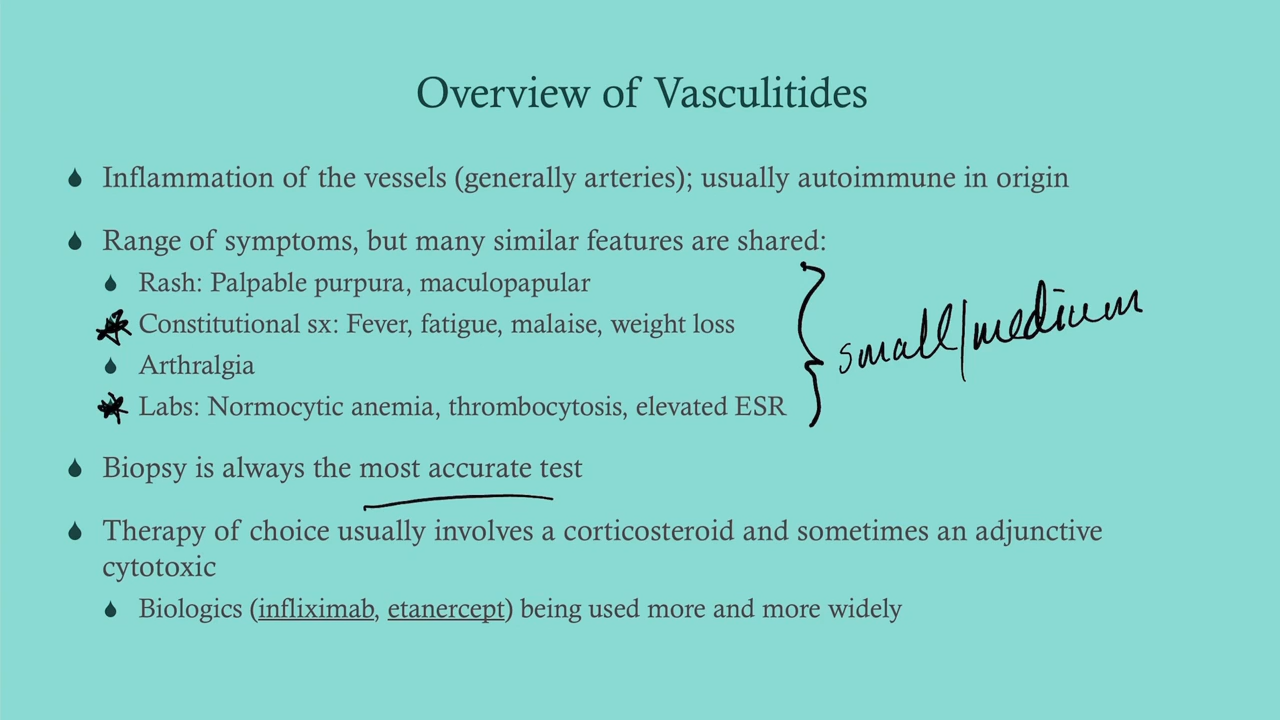 Overview of Vasculitides
Inflammation of the vessels (generally arteries); usually autoimmune in origin
Range of symptoms, but many similar features are shared:
Rash: Palpable purpura, maculopapular
Constitutional sx: Fever, fatigue, malaise, weight loss
small/medium
Arthralgia
Labs: Normocytic anemia, thrombocytosis, elevated ESR
Biopsy is always the most accurate test
Therapy of choice usually involves a corticosteroid and sometimes an adjunctive
cytotoxic
Biologics (infliximab, etanercept) being used more and more widely